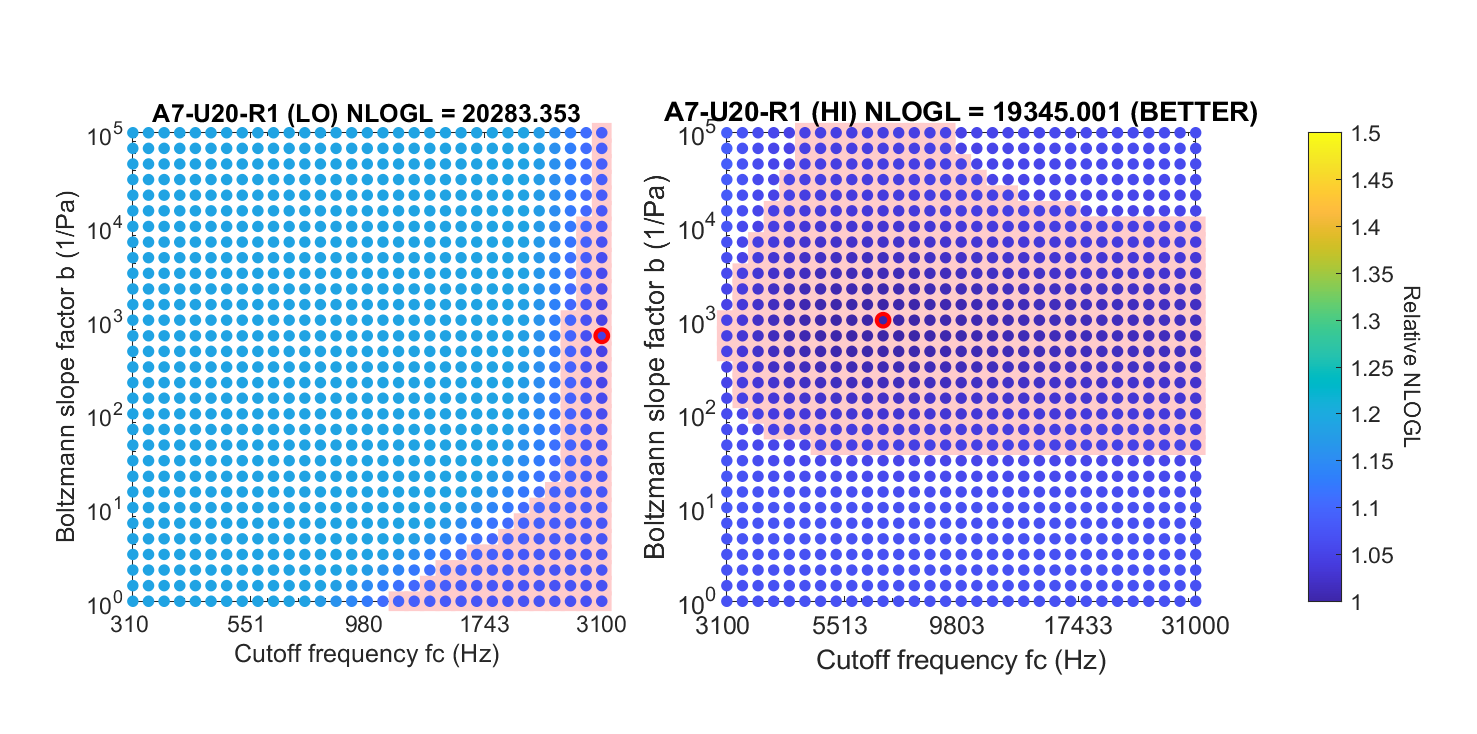 A7-U20-R1 (LO) NLOGL = 20283.353
10^5
10^4
10^3
10^2
10^1
10^0
Boltzmann slope factor b (1/Pa)
310 551 980 1743 3100
Cutoff frequency fc (Hz)
A7-U20-R1 (HI) NLOGL = 19345.001 (BETTER)
10^5
10^4
10^3
10^2
10^1
10^0
Boltzmann slope factor b (1/Pa)
3100 5513 9803 17433 31000
Cutoff frequency fc (Hz)
1.5
1.45
1.4
1.35
1.3
1.25
1.2
1.15
1.1
1.05
1
Relative NLOGL